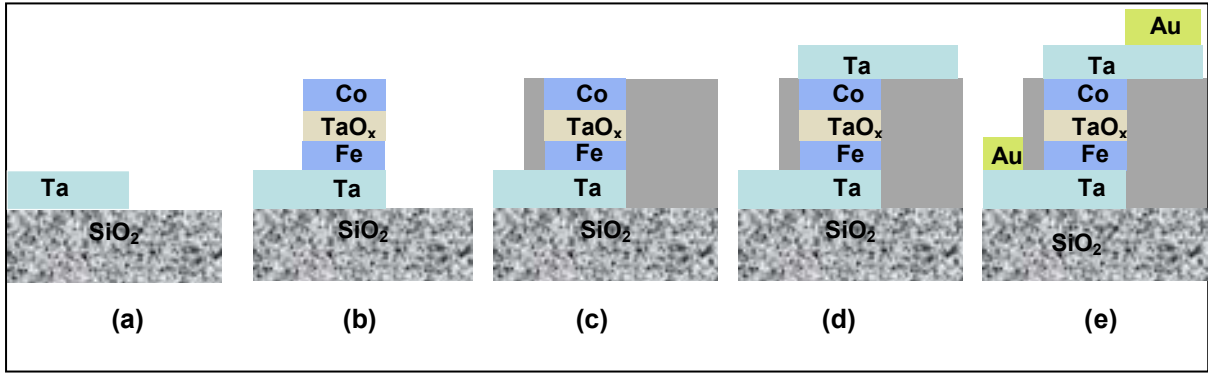 Ta
SiO₂
(a)
Co
TaOₓ
Fe
Ta
SiO₂
(b)
Co
TaOₓ
Fe
Ta
SiO₂
(c)
Ta
Co
TaOₓ
Fe
Ta
SiO₂
(d)
Au
Ta
Co
TaOₓ
Au
Fe
Ta
SiO₂
(e)